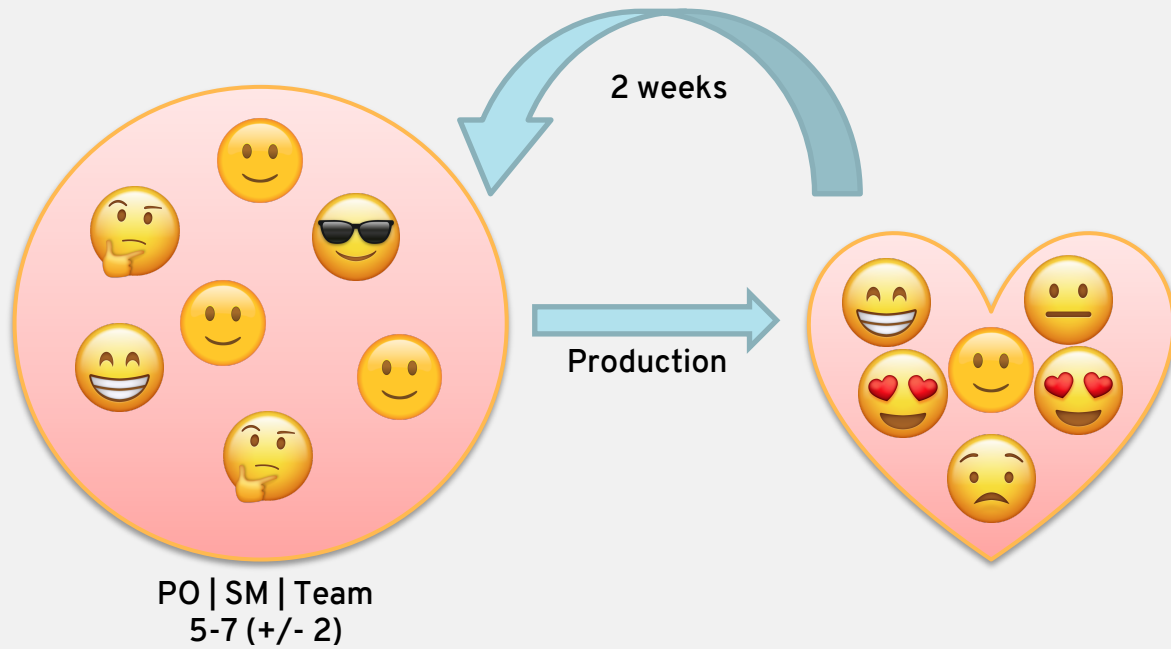 2 weeks
Production
PO | SM | Team
5-7 (+/- 2)